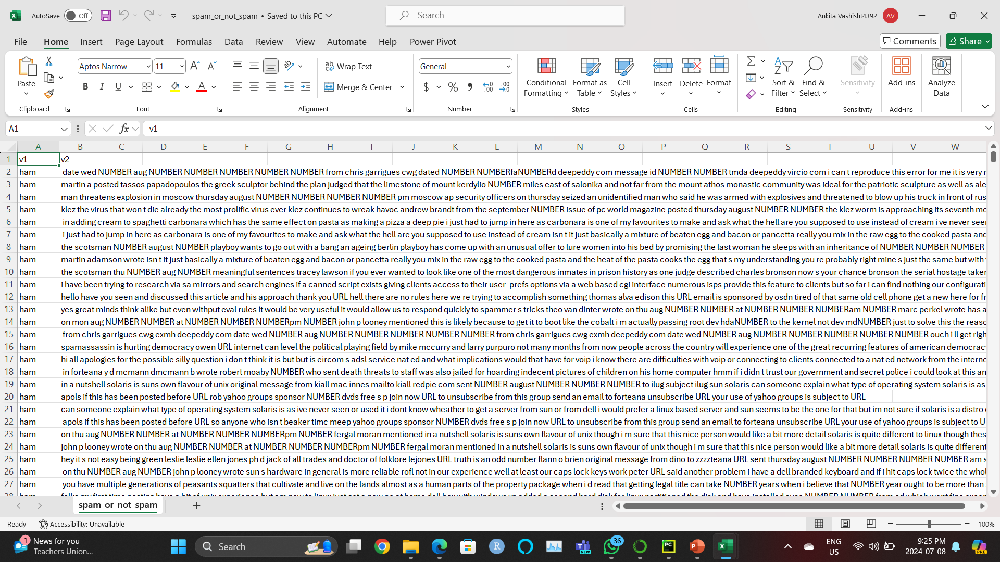 AutoSave Off spam_or_not_spam • Saved to this PC Search Ankita Vashisht4392 AV
File Home Insert Page Layout Formulas Data Review View Automate Help Power Pivot Comments Share
Paste Aptos Narrow 11 Wrap Text General Conditional Formatting Format as Table Cell Styles Insert Delete Format Sort & Filter Find & Select Sensitivity Add-ins Analyze Data
B I U Merge & Center $ % 9
Clipboard Font Alignment Number Styles Cells Editing Sensitivity Add-ins
A1 fx v1
A B C D E F G H I J K L M N O P Q R S T U V W
1 v1 v2
2 ham date wed NUMBER aug NUMBER NUMBER NUMBER NUMBER NUMBER from chris garrigues cwg dated NUMBER NUMBERfaNUMBERd deepeddy com message id NUMBER NUMBER tmda deepeddy vircio com i can t reproduce this error for me it is very
3 ham martin a posted tassos papadopoulos the greek sculptor behind the plan judged that the limestone of mount kerdylio NUMBER miles east of salonika and not far from the mount athos monastic community was ideal for the patriotic sculpture as well as ale
4 ham man threatens explosion in moscow thursday august NUMBER NUMBER NUMBER NUMBER pm moscow ap security officers on thursday seized an unidentified man who said he was armed with explosives and threatened to blow up his truck in front of rus
5 ham klez the virus that won t die already the most prolific virus ever klez continues to wreak havoc andrew brandt from the september NUMBER issue of pc world magazine posted thursday august NUMBER NUMBER the klez worm is approaching its seventh mo
6 ham in adding cream to spaghetti carbonara which has the same effect on pasta as making a pizza a deep pie i just had to jump in here as carbonara is one of my favourites to make and ask what the hell are you supposed to use instead of cream i ve never seer
7 ham i just had to jump in here as carbonara is one of my favourites to make and ask what the hell are you supposed to use instead of cream isn t it just basically a mixture of beaten egg and bacon or pancetta really you mix in the raw egg to the cooked pasta and
8 ham the scotsman NUMBER august NUMBER playboy wants to go out with a bang an ageing berlin playboy has come up with an unusual offer to lure women into his bed by promising the last woman he sleeps with an inheritance of NUMBER NUMBER NUMBER
9 ham martin adamson wrote isn t it just basically a mixture of beaten egg and bacon or pancetta really you mix in the raw egg to the cooked pasta and the heat of the pasta cooks the egg that s my understanding you re probably right mine s just the same but with
10 ham the scotsman thu NUMBER aug NUMBER meaningful sentences tracey lawson if you ever wanted to look like one of the most dangerous inmates in prison history as one judge described charles bronson now s your chance bronson the serial hostage taker
11 ham i have been trying to research via sa mirrors and search engines if a canned script exists giving clients access to their user_prefs options via a web based cgi interface numerous isps provide this feature to clients but so far i can find nothing our configurati
12 ham hello have you seen and discussed this article and his approach thank you URL hell there are no rules here we re trying to accomplish something thomas alva edison this URL email is sponsored by osdn tired of that same old cell phone get a new here for fr
13 ham yes great minds think alike but even withput eval rules it would be very useful it would allow us to respond quickly to spammer s tricks theo van dinter wrote on thu aug NUMBER NUMBER at NUMBER NUMBER NUMBERam NUMBER marc perkel wrote has a
14 ham on mon aug NUMBER NUMBER at NUMBER NUMBER NUMBERpm NUMBER john p looney mentioned this is likely because to get it to boot like the cobalt i m actually passing root dev hdaNUMBER to the kernel not dev mdNUMBER just to solve this the reaso
15 ham from chris garrigues cwg exmh deepeddy com date wed NUMBER aug NUMBER NUMBER NUMBER NUMBER NUMBER from chris garrigues cwg exmh deepeddy com date wed NUMBER aug NUMBER NUMBER NUMBER NUMBER NUMBER ouch i ll get righ
16 ham spamassassin is hurting democracy owen URL internet can level the political playing field by mike mccurry and larry purpuro not many months from now people across the country will experience one of the great recurring features of american democracy
17 ham hi all apologies for the possible silly question i don t think it is but but is eircom s adsl service nat ed and what implications would that have for voip i know there are difficulties with voip or connecting to clients connected to a nat ed network from the interne
18 ham in forteana y d mcmann dmcmann b wrote robert moaby NUMBER who sent death threats to staff was also jailed for hoarding indecent pictures of children on his home computer hmm if i didn t trust our government and secret police i could look at this an
19 ham in a nutshell solaris is suns own flavour of unix original message from kiall mac innes mailto kiall redpie com sent NUMBER august NUMBER NUMBER NUMBER to ilug subject ilug sun solaris can someone explain what type of operating system solaris is as
20 ham apols if this has been posted before URL rob yahoo groups sponsor NUMBER dvds free s p join now URL to unsubscribe from this group send an email to forteana unsubscribe URL your use of yahoo groups is subject to URL
21 ham can someone explain what type of operating system solaris is as ive never seen or used it i dont know wheather to get a server from sun or from dell i would prefer a linux based server and sun seems to be the one for that but im not sure if solaris is a distro
22 ham apols if this has been posted before URL so anyone who isn t beaker timc meep yahoo groups sponsor NUMBER dvds free s p join now URL to unsubscribe from this group send an email to forteana unsubscribe URL your use of yahoo groups is subject to
23 ham on thu aug NUMBER NUMBER at NUMBER NUMBER NUMBERpm NUMBER fergal moran mentioned in a nutshell solaris is suns own flavour of unix though i m sure that this nice person would like a bit more detail solaris is quite different to linux though thes
24 ham john p looney wrote on thu aug NUMBER NUMBER at NUMBER NUMBER NUMBERpm NUMBER fergal moran mentioned in a nutshell solaris is suns own flavour of unix though i m sure that this nice person would like a bit more detail solaris is quite different
25 ham hey it s not easy being green leslie leslie ellen jones ph d jack of all trades and doctor of folklore lejones URL truth is an odd number flann o brien original message from dino to zzzzteana URL sent thursday august NUMBER NUMBER NUMBER NUMBER am s
26 ham on thu NUMBER aug NUMBER john p looney wrote sun s hardware in general is more reliable rofl not in our experience well at least our caps lock keys work peter URL said another problem i have a dell branded keyboard and if i hit caps lock twice the whol
27 ham you have multiple generations of peasants squatters that cultivate and live on the lands almost as a human parts of the property package when i d read that getting legal title can take NUMBER years when i believe that NUMBER year ought to be more than
spam_or_not_spam
Ready Accessibility: Unavailable 100%
1 News for you
Teachers Union...
Search
NEW 36 PC P
ENG
US
9:25 PM
2024-07-08
PRE